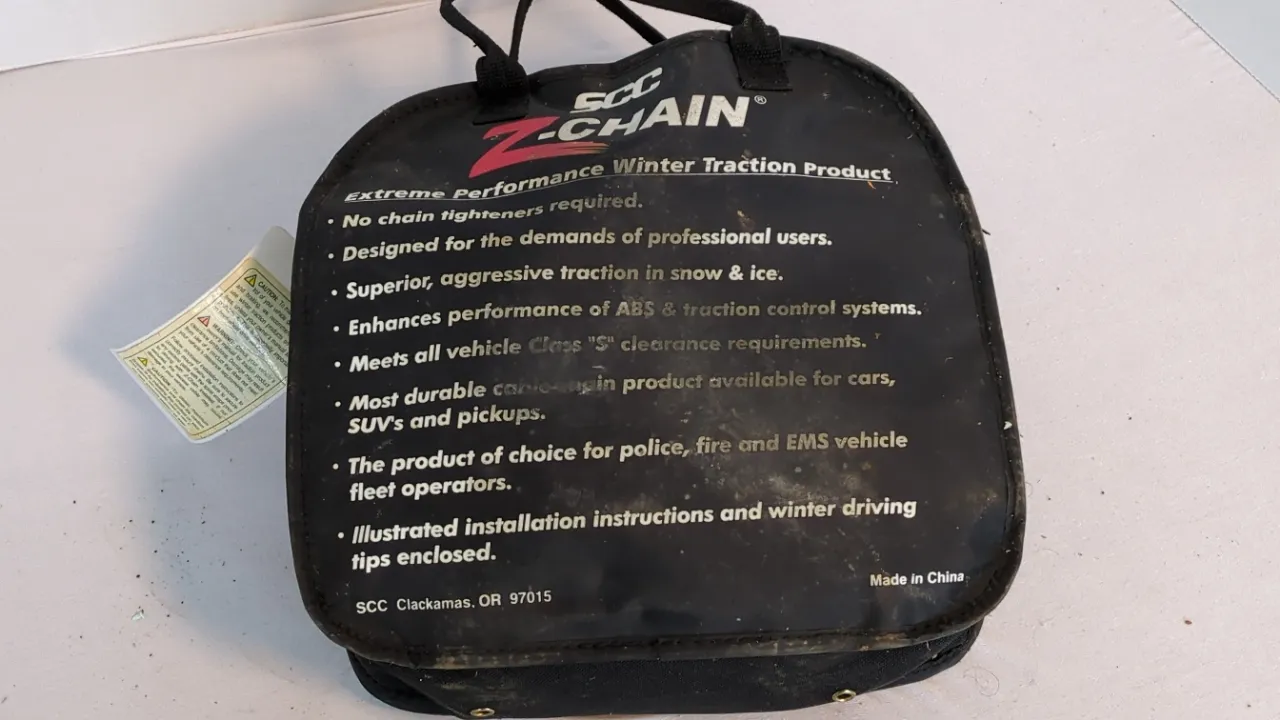 SCC
Z-CHAIN®
Extreme Performance Winter Traction Product
• No chain tighteners required.
• Designed for the demands of professional users.
• Superior, aggressive traction in snow & ice.
• Enhances performance of ABS & traction control systems.
• Meets all vehicle Class "S" clearance requirements.
• Most durable cable-chain product available for cars,
SUV's and pickups.
• The product of choice for police, fire and EMS vehicle
fleet operators.
• Illustrated installation instructions and winter driving
tips enclosed.
SCC Clackamas, OR 97015
Made in China
CAUTION: